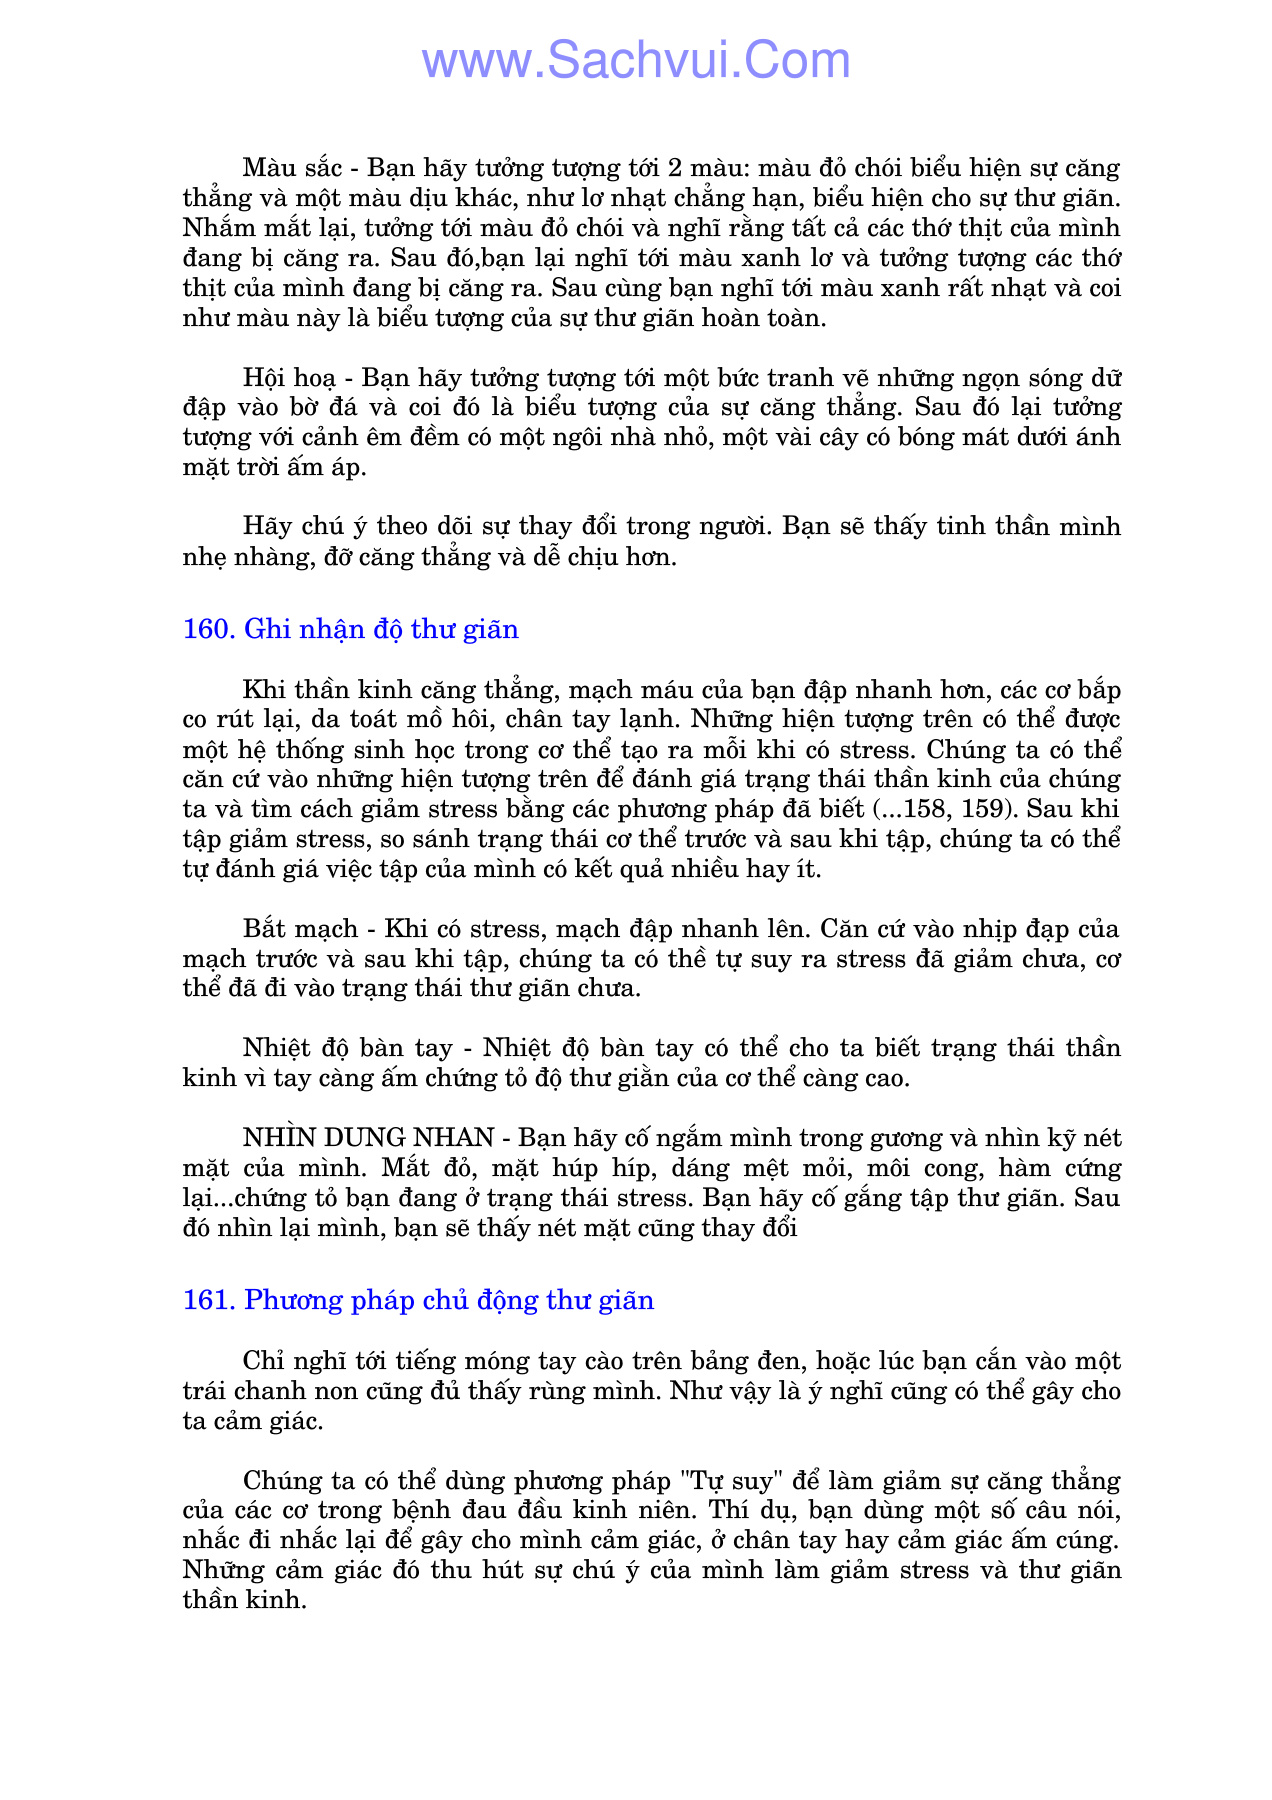 www.Sachvui.Com
Màu sắc - Bạn hãy tưởng tượng tới 2 màu: màu đỏ chói biểu hiện sự căng
thẳng và một màu dịu khác, như lơ nhạt chẳng hạn, biểu hiện cho sự thư giãn.
Nhắm mắt lại, tưởng tới màu đỏ chói và nghĩ rằng tất cả các thớ thịt của mình
đang bị căng ra. Sau đó,bạn lại nghĩ tới màu xanh lơ và tưởng tượng các thớ
thịt của mình đang bị căng ra. Sau cùng bạn nghĩ tới màu xanh rất nhạt và coi
như màu này là biểu tượng của sự thư giãn hoàn toàn.
Hội hoạ - Bạn hãy tưởng tượng tới một bức tranh vẽ những ngọn sóng dữ
đập vào bờ đá và coi đó là biểu tượng của sự căng thẳng. Sau đó lại tưởng
tượng với cảnh êm đềm có một ngôi nhà nhỏ, một vài cây có bóng mát dưới ánh
mặt trời ấm áp.
Hãy chú ý theo dõi sự thay đổi trong người. Bạn sẽ thấy tinh thần mình
nhẹ nhàng, đỡ căng thẳng và dễ chịu hơn.
160. Ghi nhận độ thư giãn
Khi thần kinh căng thẳng, mạch máu của bạn đập nhanh hơn, các cơ bắp
co rút lại, da toát mồ hôi, chân tay lạnh. Những hiện tượng trên có thể được
một hệ thống sinh học trong cơ thể tạo ra mỗi khi có stress. Chúng ta có thể
căn cứ vào những hiện tượng trên để đánh giá trạng thái thần kinh của chúng
ta và tìm cách giảm stress bằng các phương pháp đã biết (...158, 159). Sau khi
tập giảm stress, so sánh trạng thái cơ thể trước và sau khi tập, chúng ta có thể
tự đánh giá việc tập của mình có kết quả nhiều hay ít.
Bắt mạch - Khi có stress, mạch đập nhanh lên. Căn cứ vào nhịp đạp của
mạch trước và sau khi tập, chúng ta có thề tự suy ra stress đã giảm chưa, cơ
thể đã đi vào trạng thái thư giãn chưa.
Nhiệt độ bàn tay - Nhiệt độ bàn tay có thể cho ta biết trạng thái thần
kinh vì tay càng ấm chứng tỏ độ thư giằn của cơ thể càng cao.
NHÌN DUNG NHAN - Bạn hãy cố ngắm mình trong gương và nhìn kỹ nét
mặt của mình. Mắt đỏ, mặt húp híp, dáng mệt mỏi, môi cong, hàm cứng
lại...chứng tỏ bạn đang ở trạng thái stress. Bạn hãy cố gắng tập thư giãn. Sau
đó nhìn lại mình, bạn sẽ thấy nét mặt cũng thay đổi
161. Phương pháp chủ động thư giãn
Chỉ nghĩ tới tiếng móng tay cào trên bảng đen, hoặc lúc bạn cắn vào một
trái chanh non cũng đủ thấy rùng mình. Như vậy là ý nghĩ cũng có thể gây cho
ta cảm giác.
Chúng ta có thể dùng phương pháp "Tự suy" để làm giảm sự căng thẳng
của các cơ trong bệnh đau đầu kinh niên. Thí dụ, bạn dùng một số câu nói,
nhắc đi nhắc lại để gây cho mình cảm giác, ở chân tay hay cảm giác ấm cúng.
Những cảm giác đó thu hút sự chú ý của mình làm giảm stress và thư giãn
thần kinh.